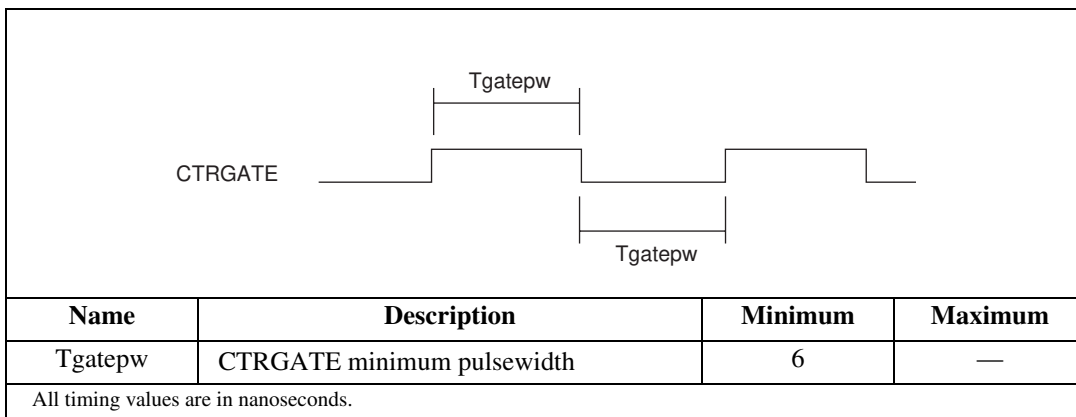 Tgatepw
CTRGATE
Tgatepw
Name Description Minimum Maximum
Tgatepw CTRGATE minimum pulsewidth 6 —
All timing values are in nanoseconds.